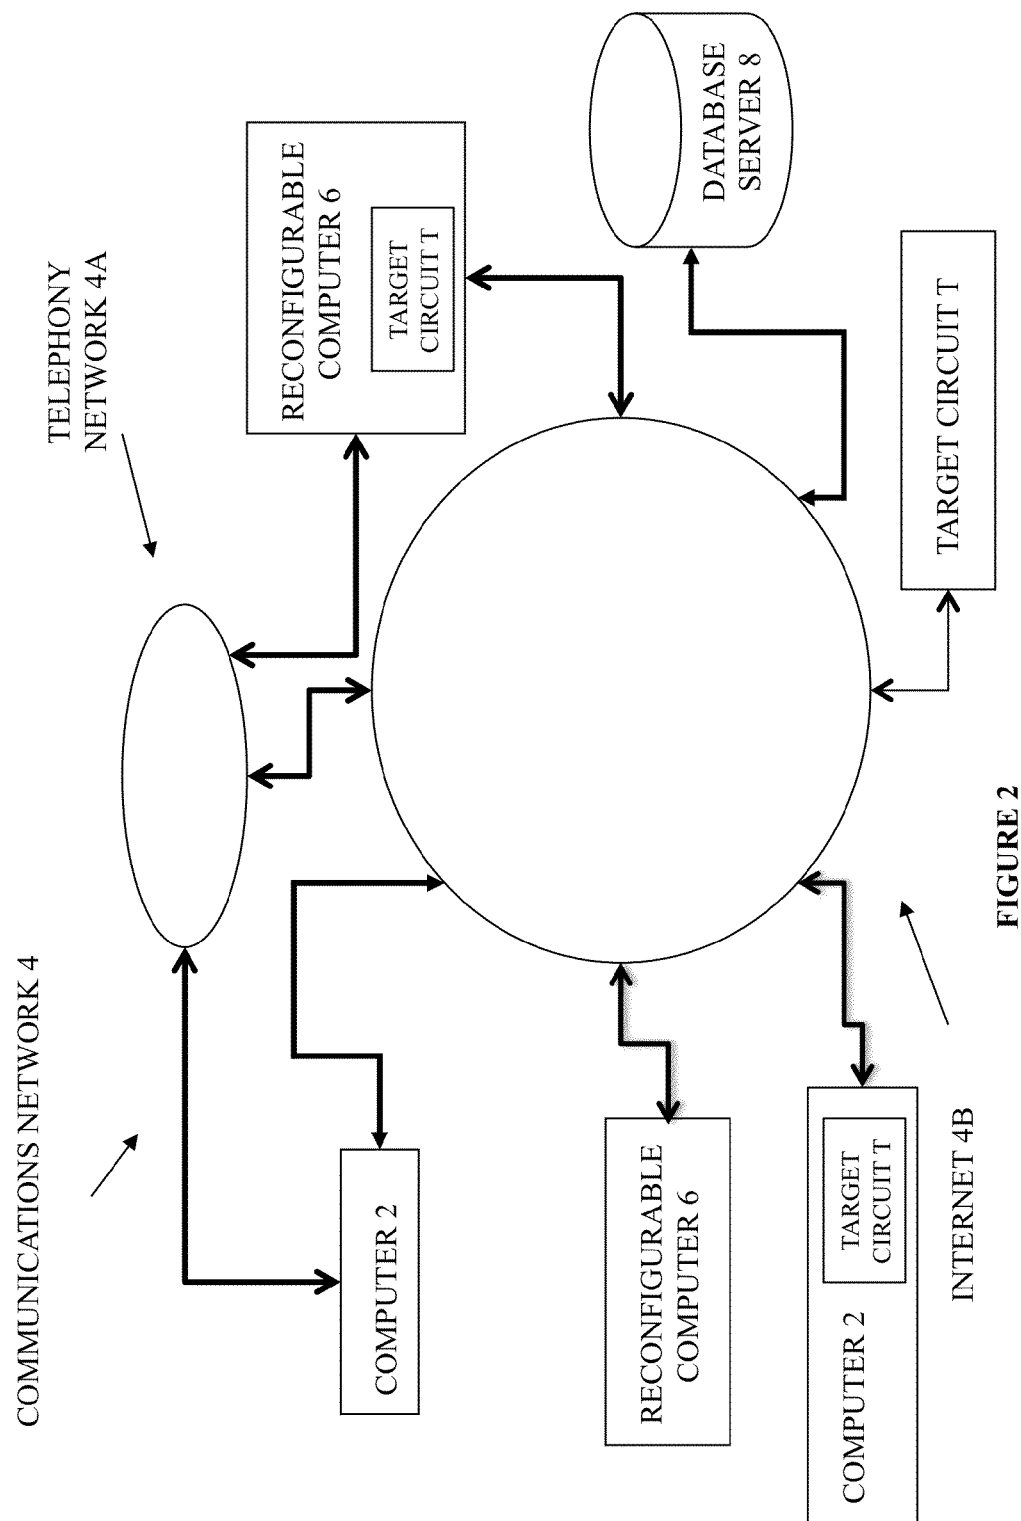 COMMUNICATIONS NETWORK 4
TELEPHONY
NETWORK 4A
RECONFIGURABLE
COMPUTER 6
TARGET
CIRCUIT T
COMPUTER 2
DATABASE
SERVER 8
RECONFIGURABLE
COMPUTER 6
TARGET
CIRCUIT T
COMPUTER 2
TARGET CIRCUIT T
INTERNET 4B
FIGURE 2